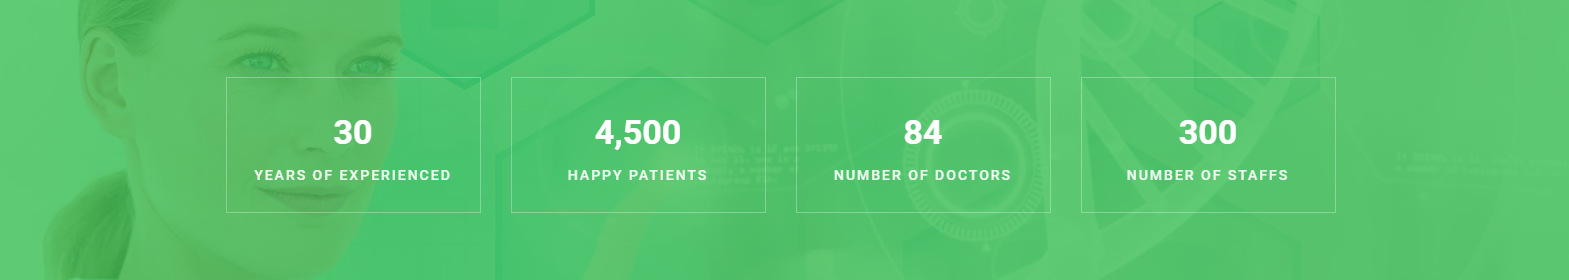 30
YEARS OF EXPERIENCED
4,500
HAPPY PATIENTS
84
NUMBER OF DOCTORS
300
NUMBER OF STAFFS